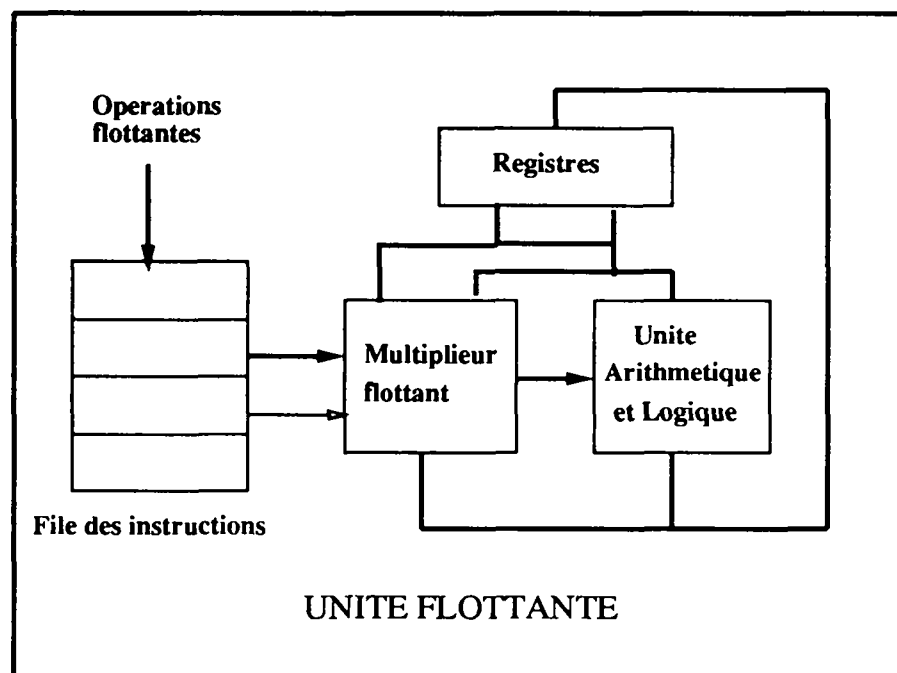 Operations
flottantes
Registres
Multiplieur
flottant
Unite
Arithmetique
et Logique
File des instructions
UNITE FLOTTANTE